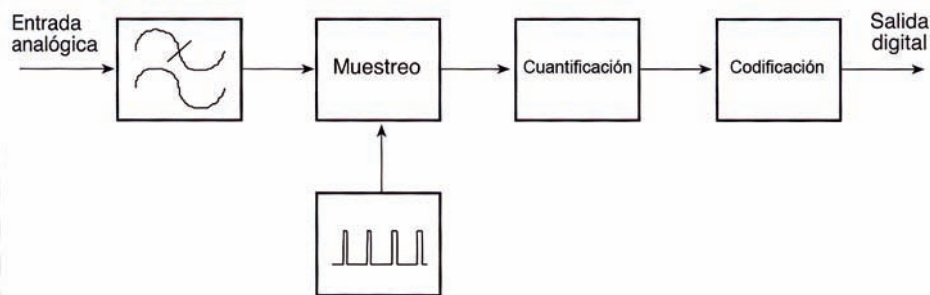 Entrada
analógica
Muestreo
Cuantificación
Codificación
Salida
digital